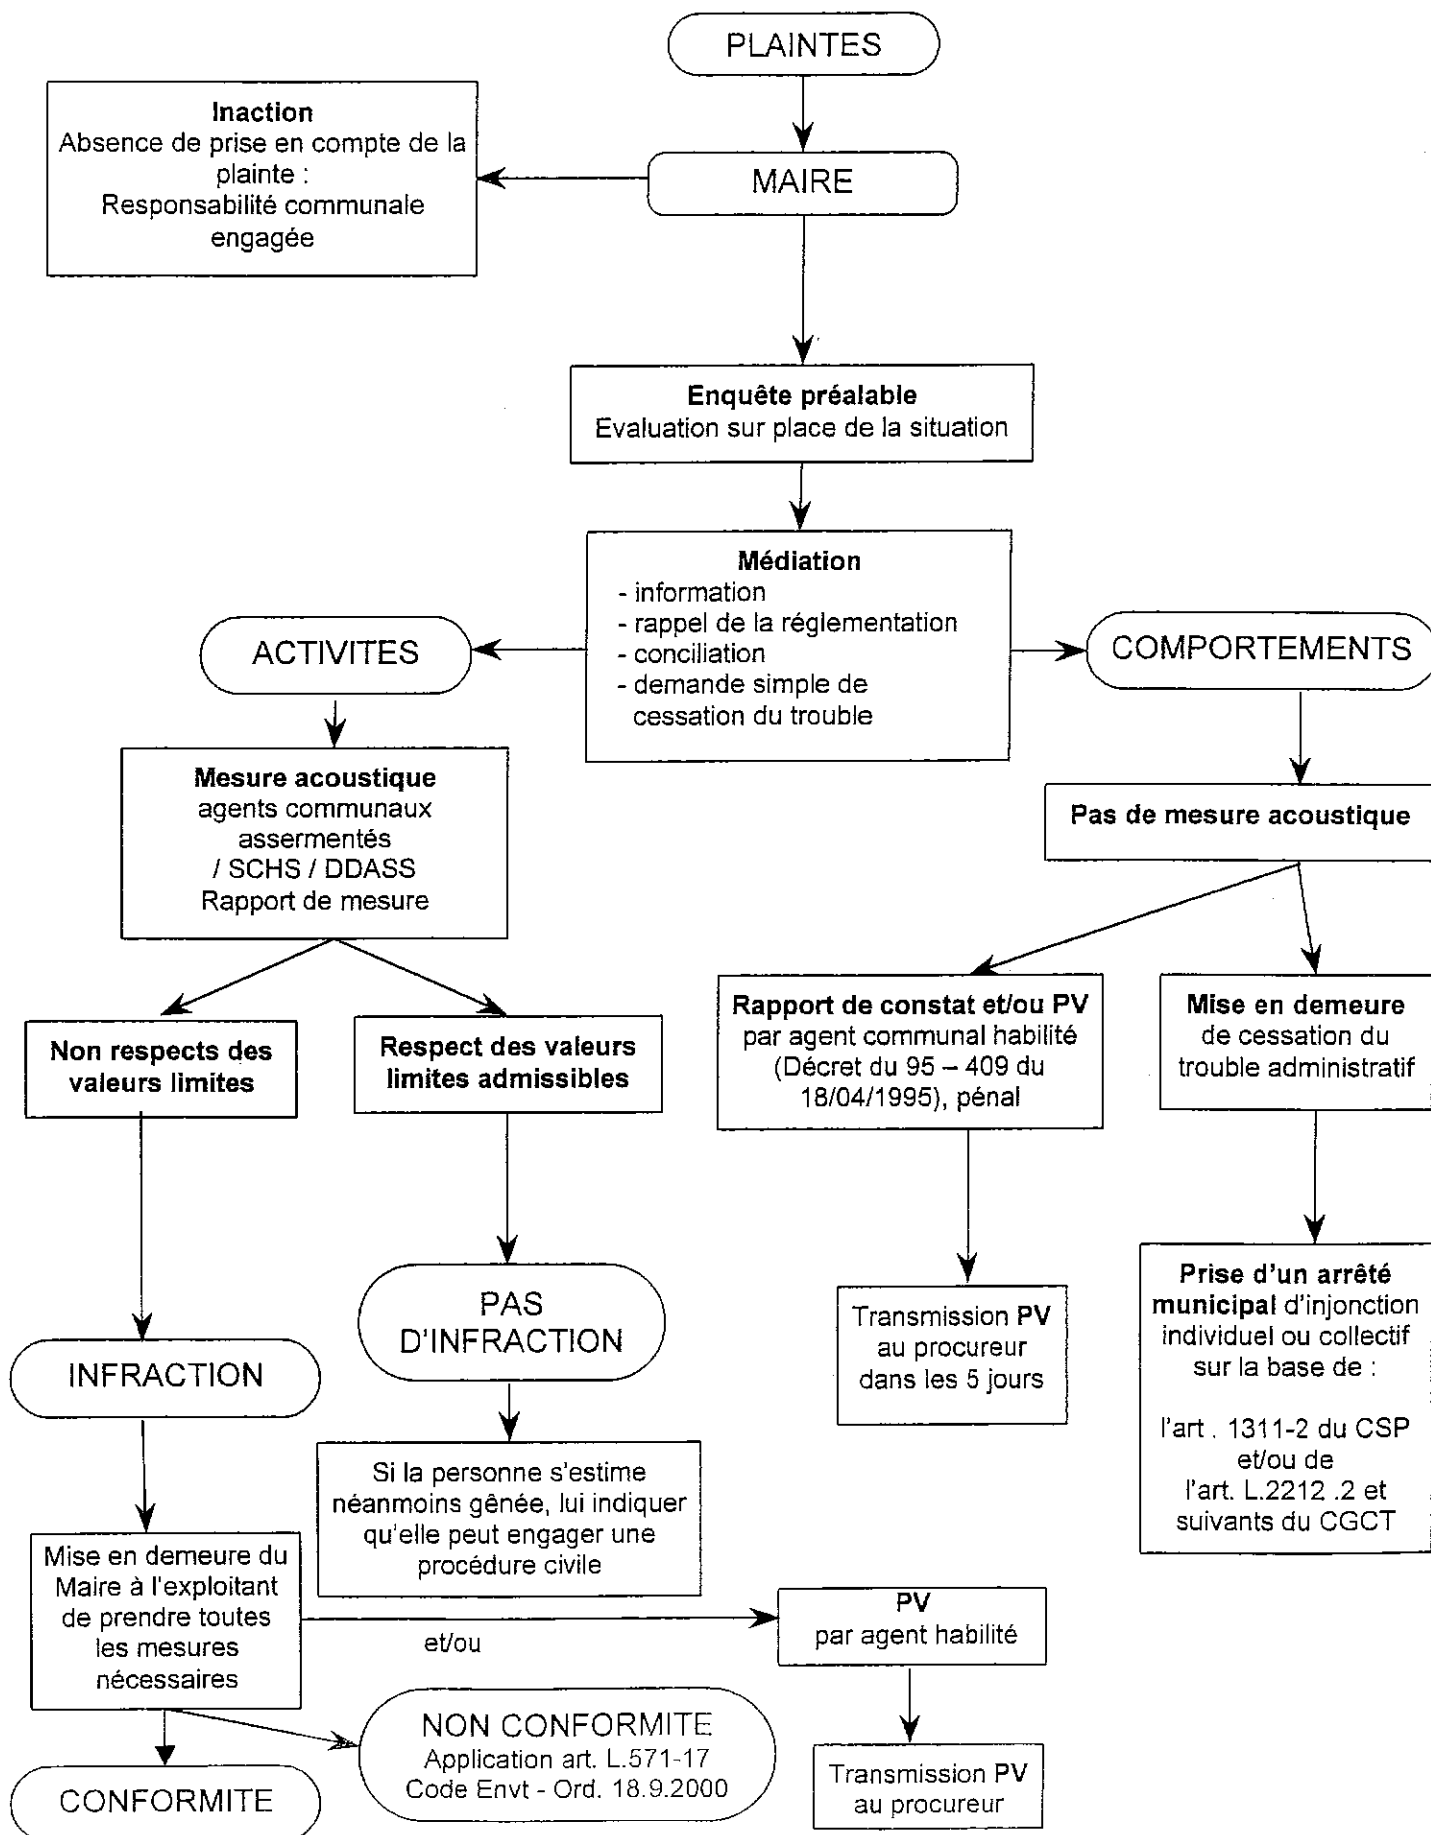 PLAINTES
Inaction
Absence de prise en compte de la
plainte :
Responsabilité communale
engagée
MAIRE
Enquête préalable
Evaluation sur place de la situation
Médiation
- information
- rappel de la réglementation
- conciliation
- demande simple de
cessation du trouble
ACTIVITES
COMPORTEMENTS
Mesure acoustique
agents communaux
assermentés
/ SCHS / DDASS
Rapport de mesure
Pas de mesure acoustique
Non respects des
valeurs limites
Respect des valeurs
limites admissibles
Rapport de constat et/ou PV
par agent communal habilité
(Décret du 95 – 409 du
18/04/1995), pénal
Mise en demeure
de cessation du
trouble administratif
INFRACTION
PAS
D'INFRACTION
Transmission PV
au procureur
dans les 5 jours
Prise d'un arrêté
municipal d'injonction
individuel ou collectif
sur la base de :
l'art . 1311-2 du CSP
et/ou de
l'art. L.2212 .2 et
suivants du CGCT
Si la personne s'estime
néanmoins gênée, lui indiquer
qu'elle peut engager une
procédure civile
Mise en demeure du
Maire à l'exploitant
de prendre toutes
les mesures
nécessaires
et/ou
PV
par agent habilité
NON CONFORMITE
Application art. L.571-17
Code Envt - Ord. 18.9.2000
CONFORMITE
Transmission PV
au procureur